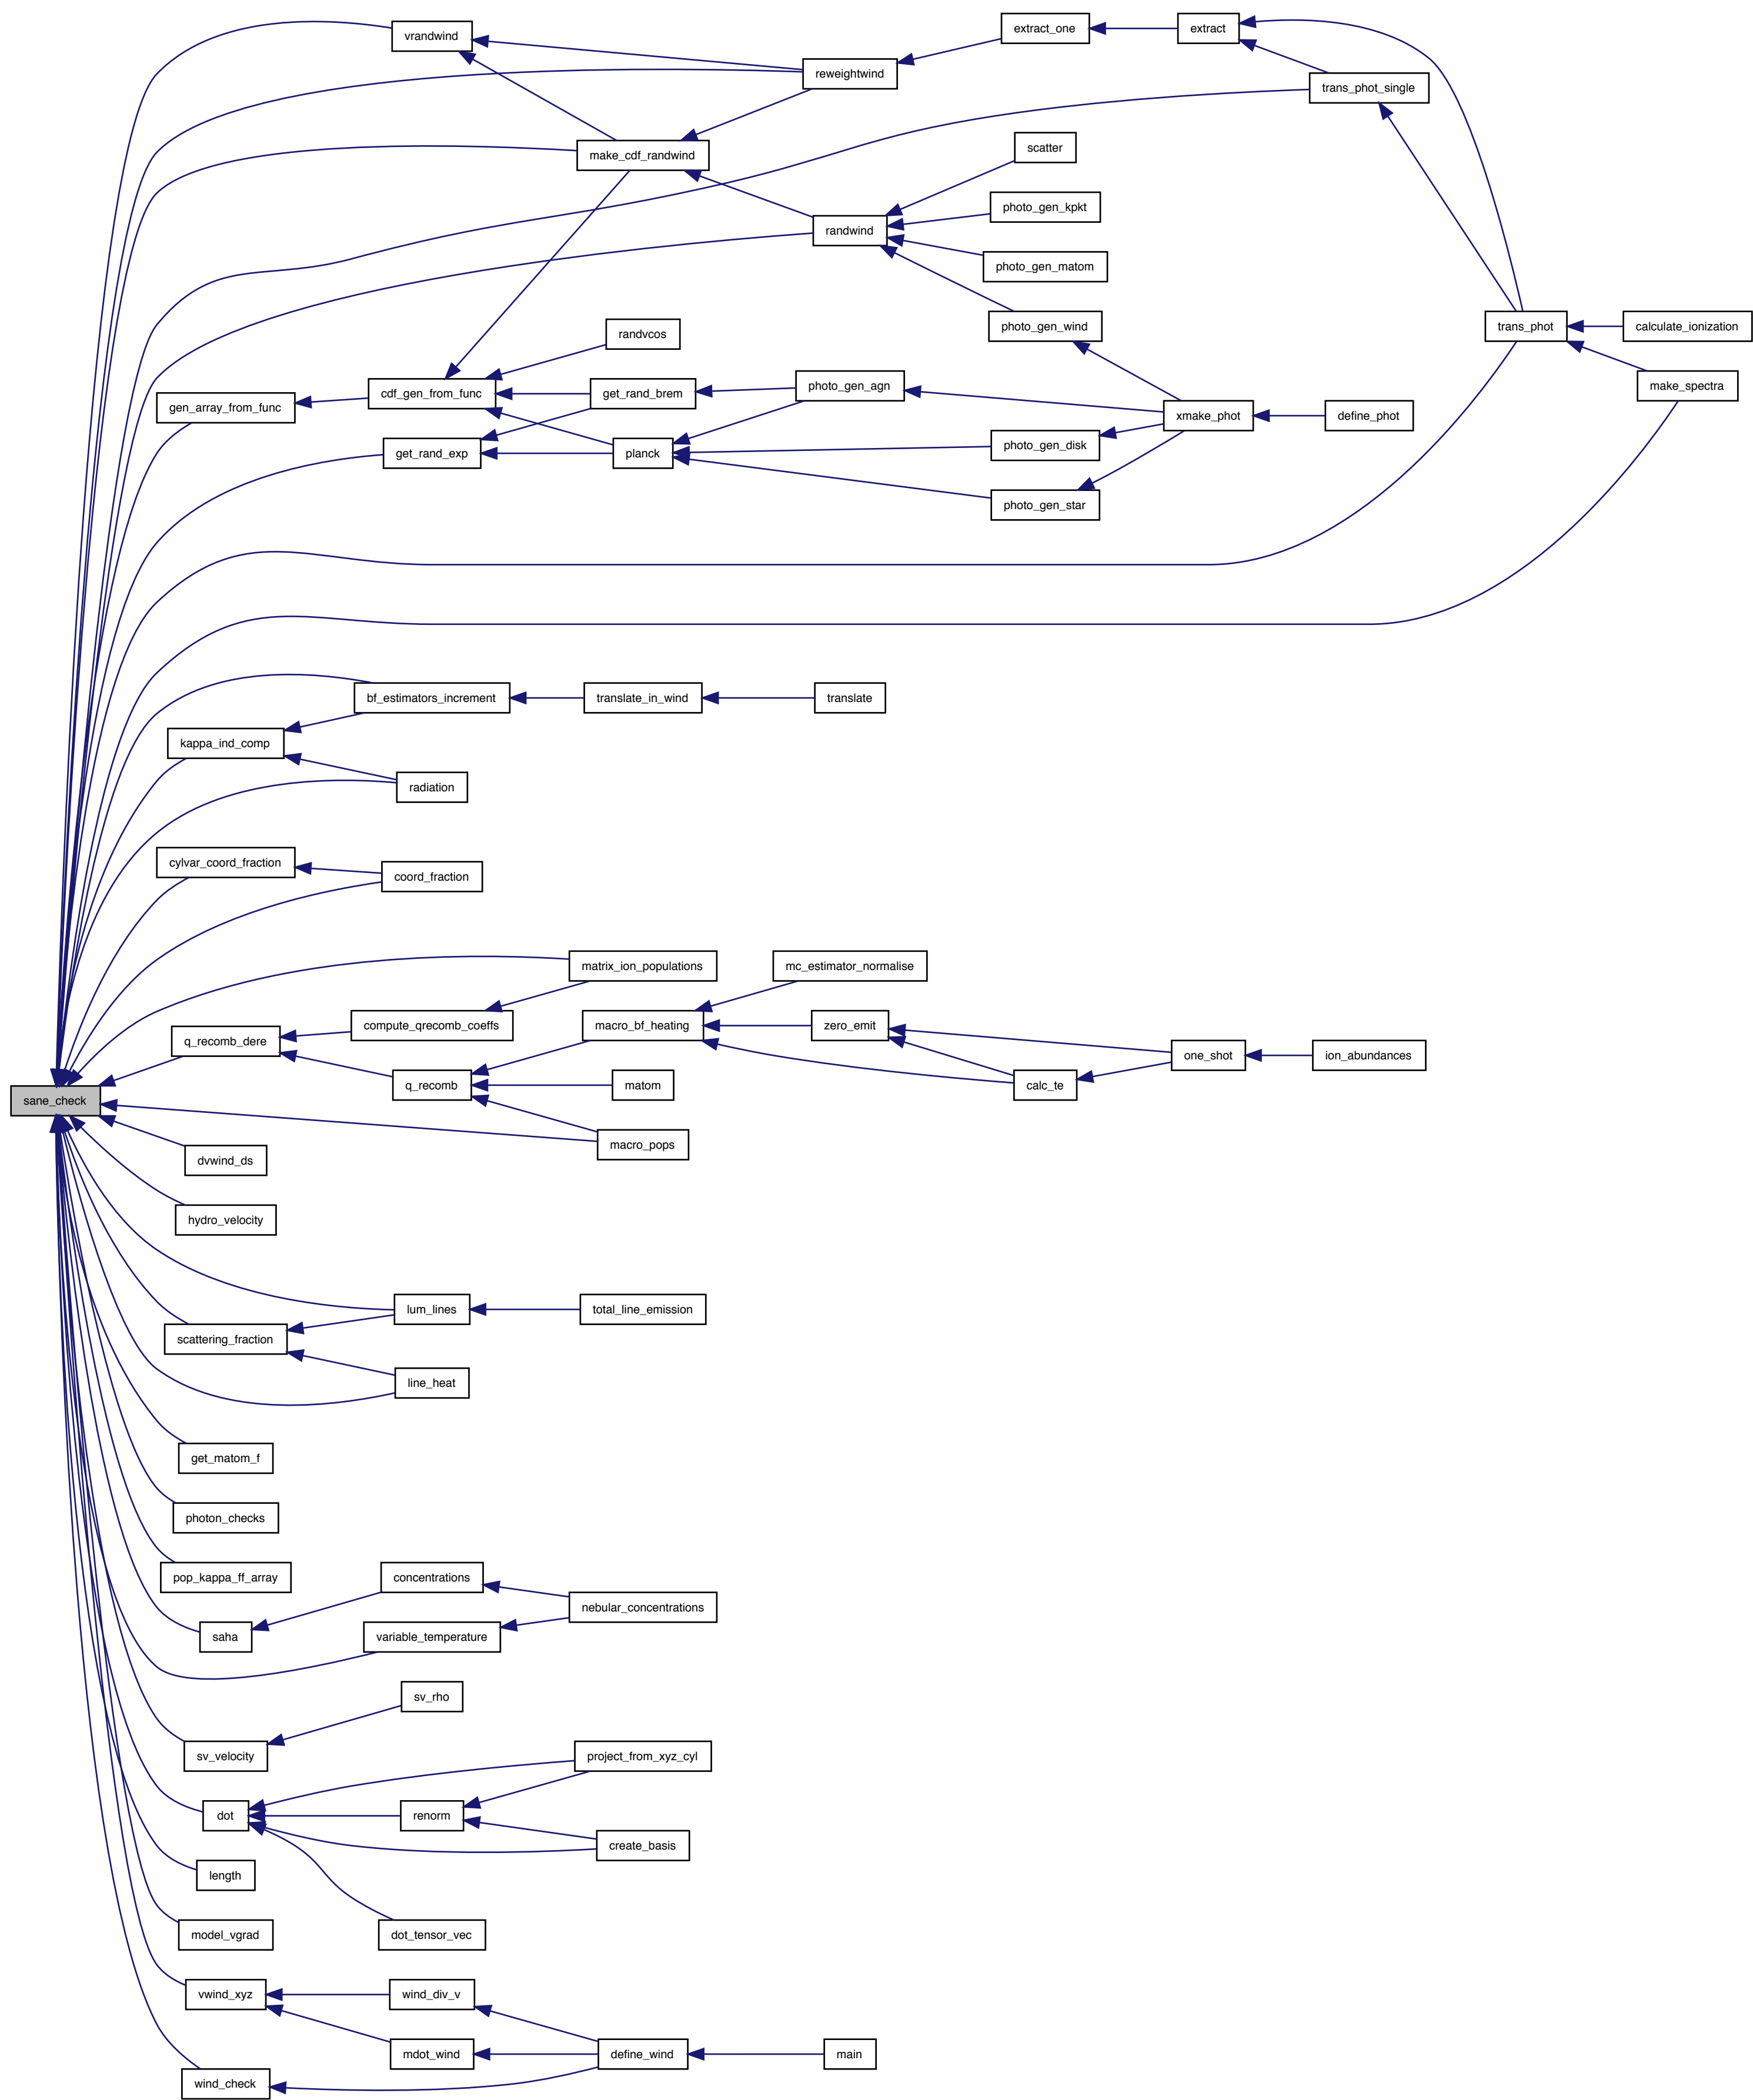 vrandwind
extract_one
extract
reweightwind
trans_phot_single
make_cdf_randwind
scatter
photo_gen_kpkt
randwind
photo_gen_matom
photo_gen_wind
trans_phot
calculate_ionization
randvcos
make_spectra
photo_gen_agn
cdf_gen_from_func
get_rand_brem
gen_array_from_func
xmake_phot
define_phot
get_rand_exp
planck
photo_gen_disk
photo_gen_star
bf_estimators_increment
translate_in_wind
translate
kappa_ind_comp
radiation
cylvar_coord_fraction
coord_fraction
matrix_ion_populations
mc_estimator_normalise
compute_qrecomb_coeffs
macro_bf_heating
zero_emit
q_recomb_dere
one_shot
ion_abundances
q_recomb
matom
calc_te
sane_check
macro_pops
dvwind_ds
hydro_velocity
lum_lines
total_line_emission
scattering_fraction
line_heat
get_matom_f
photon_checks
pop_kappa_ff_array
concentrations
nebular_concentrations
saha
variable_temperature
sv_rho
sv_velocity
project_from_xyz_cyl
dot
renorm
create_basis
length
model_vgrad
dot_tensor_vec
vwind_xyz
wind_div_v
mdot_wind
define_wind
main
wind_check